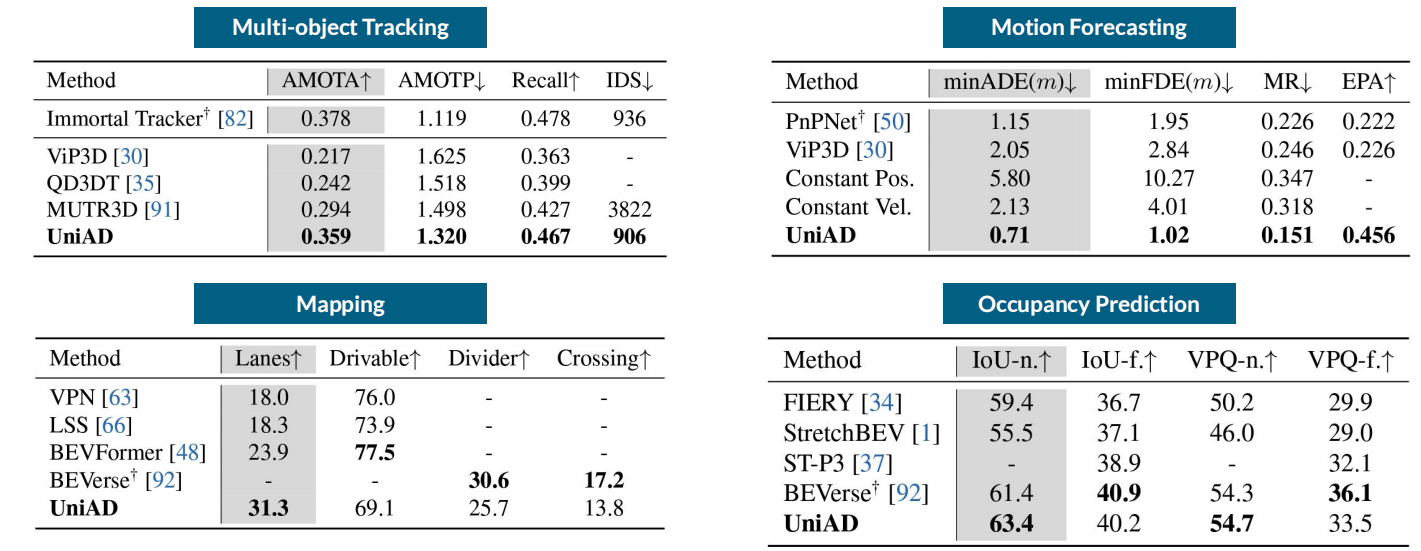 Multi-object Tracking
Method AMOTA↑ AMOTP↓ Recall↑ IDS↓
Immortal Tracker† [82] 0.378 1.119 0.478 936
ViP3D [30] 0.217 1.625 0.363 -
QD3DT [35] 0.242 1.518 0.399 -
MUTR3D [91] 0.294 1.498 0.427 3822
UniAD 0.359 1.320 0.467 906
Motion Forecasting
Method minADE(m)↓ minFDE(m)↓ MR↓ EPA↑
PnPNet† [50] 1.15 1.95 0.226 0.222
ViP3D [30] 2.05 2.84 0.246 0.226
Constant Pos. 5.80 10.27 0.347 -
Constant Vel. 2.13 4.01 0.318 -
UniAD 0.71 1.02 0.151 0.456
Mapping
Method Lanes↑ Drivable↑ Divider↑ Crossing↑
VPN [63] 18.0 76.0 - -
LSS [66] 18.3 73.9 - -
BEVFormer [48] 23.9 77.5 - -
BEVerse† [92] - - 30.6 17.2
UniAD 31.3 69.1 25.7 13.8
Occupancy Prediction
Method IoU-n.↑ IoU-f.↑ VPQ-n.↑ VPQ-f.↑
FIERY [34] 59.4 36.7 50.2 29.9
StretchBEV [1] 55.5 37.1 46.0 29.0
ST-P3 [37] - 38.9 - 32.1
BEVerse† [92] 61.4 40.9 54.3 36.1
UniAD 63.4 40.2 54.7 33.5